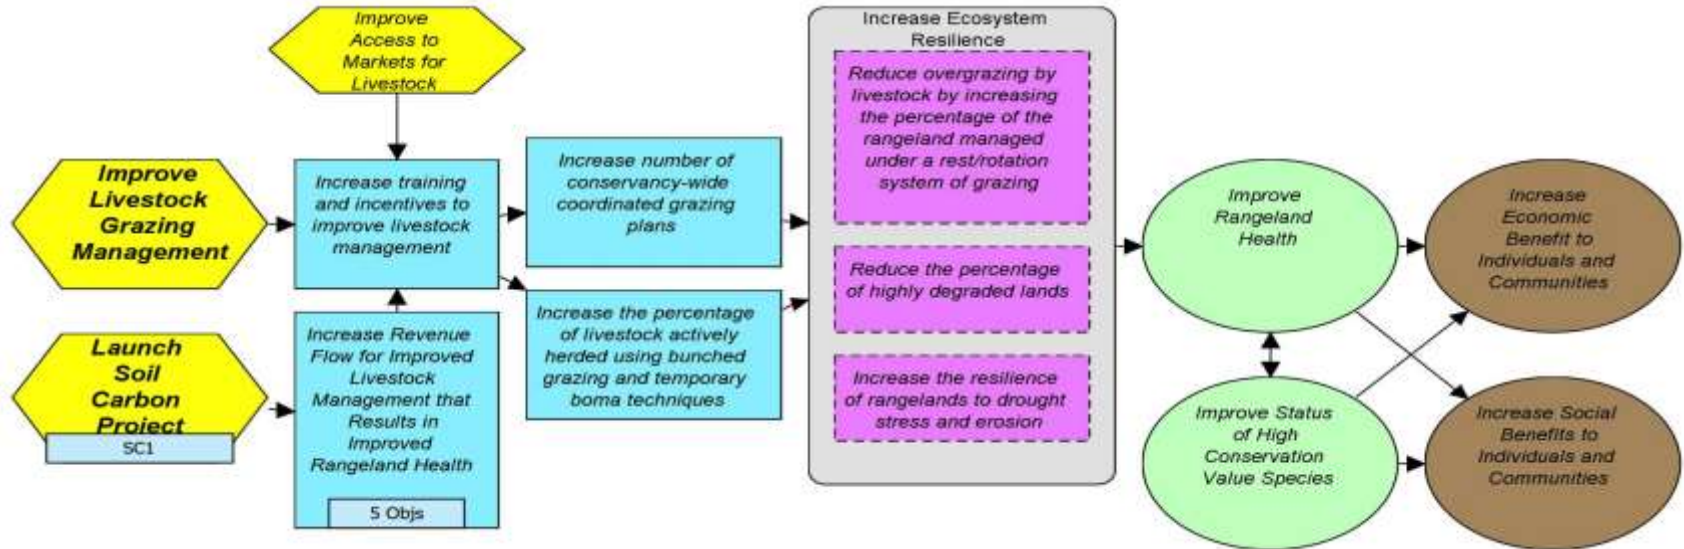 Improve
Access to
Markets for
Livestock
Improve
Livestock
Grazing
Management
Launch
Soil
Carbon
Project
SC1
Increase training
and incentives to
improve livestock
management
Increase Revenue
Flow for Improved
Livestock
Management that
Results in
Improved
Rangeland Health
5 Objs
Increase number of
conservancy-wide
coordinated grazing
plans
Increase the percentage
of livestock actively
herded using bunched
grazing and temporary
boma techniques
Increase Ecosystem
Resilience
Reduce overgrazing by
livestock by increasing
the percentage of the
rangeland managed
under a rest/rotation
system of grazing
Reduce the percentage
of highly degraded lands
Increase the resilience
of rangelands to drought
stress and erosion
Improve
Rangeland
Health
Improve Status
of High
Conservation
Value Species
Increase
Economic
Benefit to
Individuals and
Communities
Increase Social
Benefits to
Individuals and
Communities